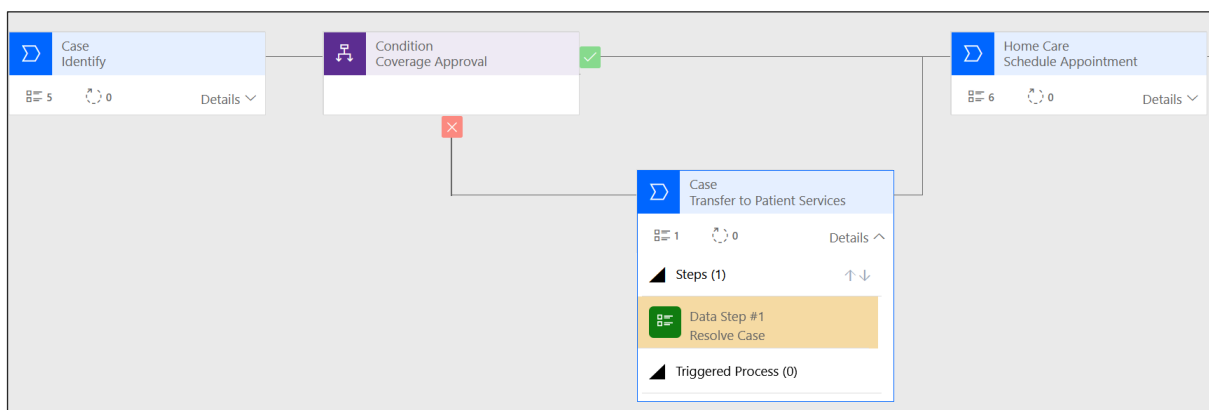 Case
Identify
5
0
Details
Condition
Coverage Approval
Home Care
Schedule Appointment
6
0
Details
Case
Transfer to Patient Services
1
0
Details
Steps (1)
Data Step #1
Resolve Case
Triggered Process (0)